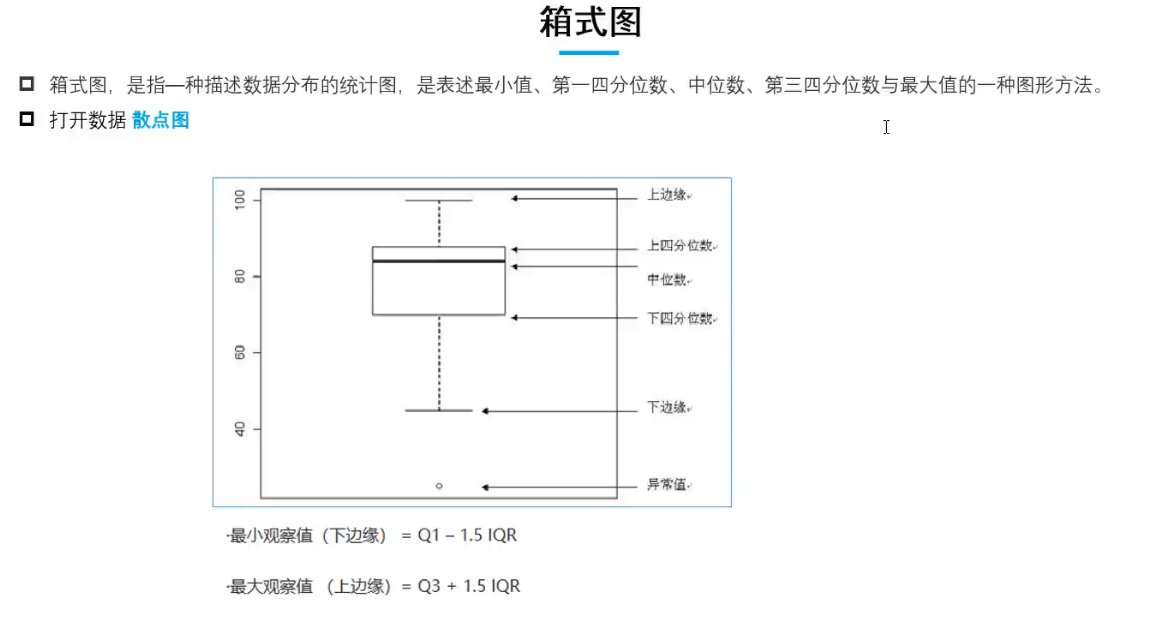 箱式图
箱式图，是指一种描述数据分布的统计图，是表述最小值、第一四分位数、中位数、第三四分位数与最大值的一种图形方法。
打开数据 散点图
100
上边缘
上四分位数
80
中位数
下四分位数
60
下边缘
40
异常值
·最小观察值（下边缘） = Q1 – 1.5 IQR
·最大观察值 （上边缘）= Q3 + 1.5 IQR